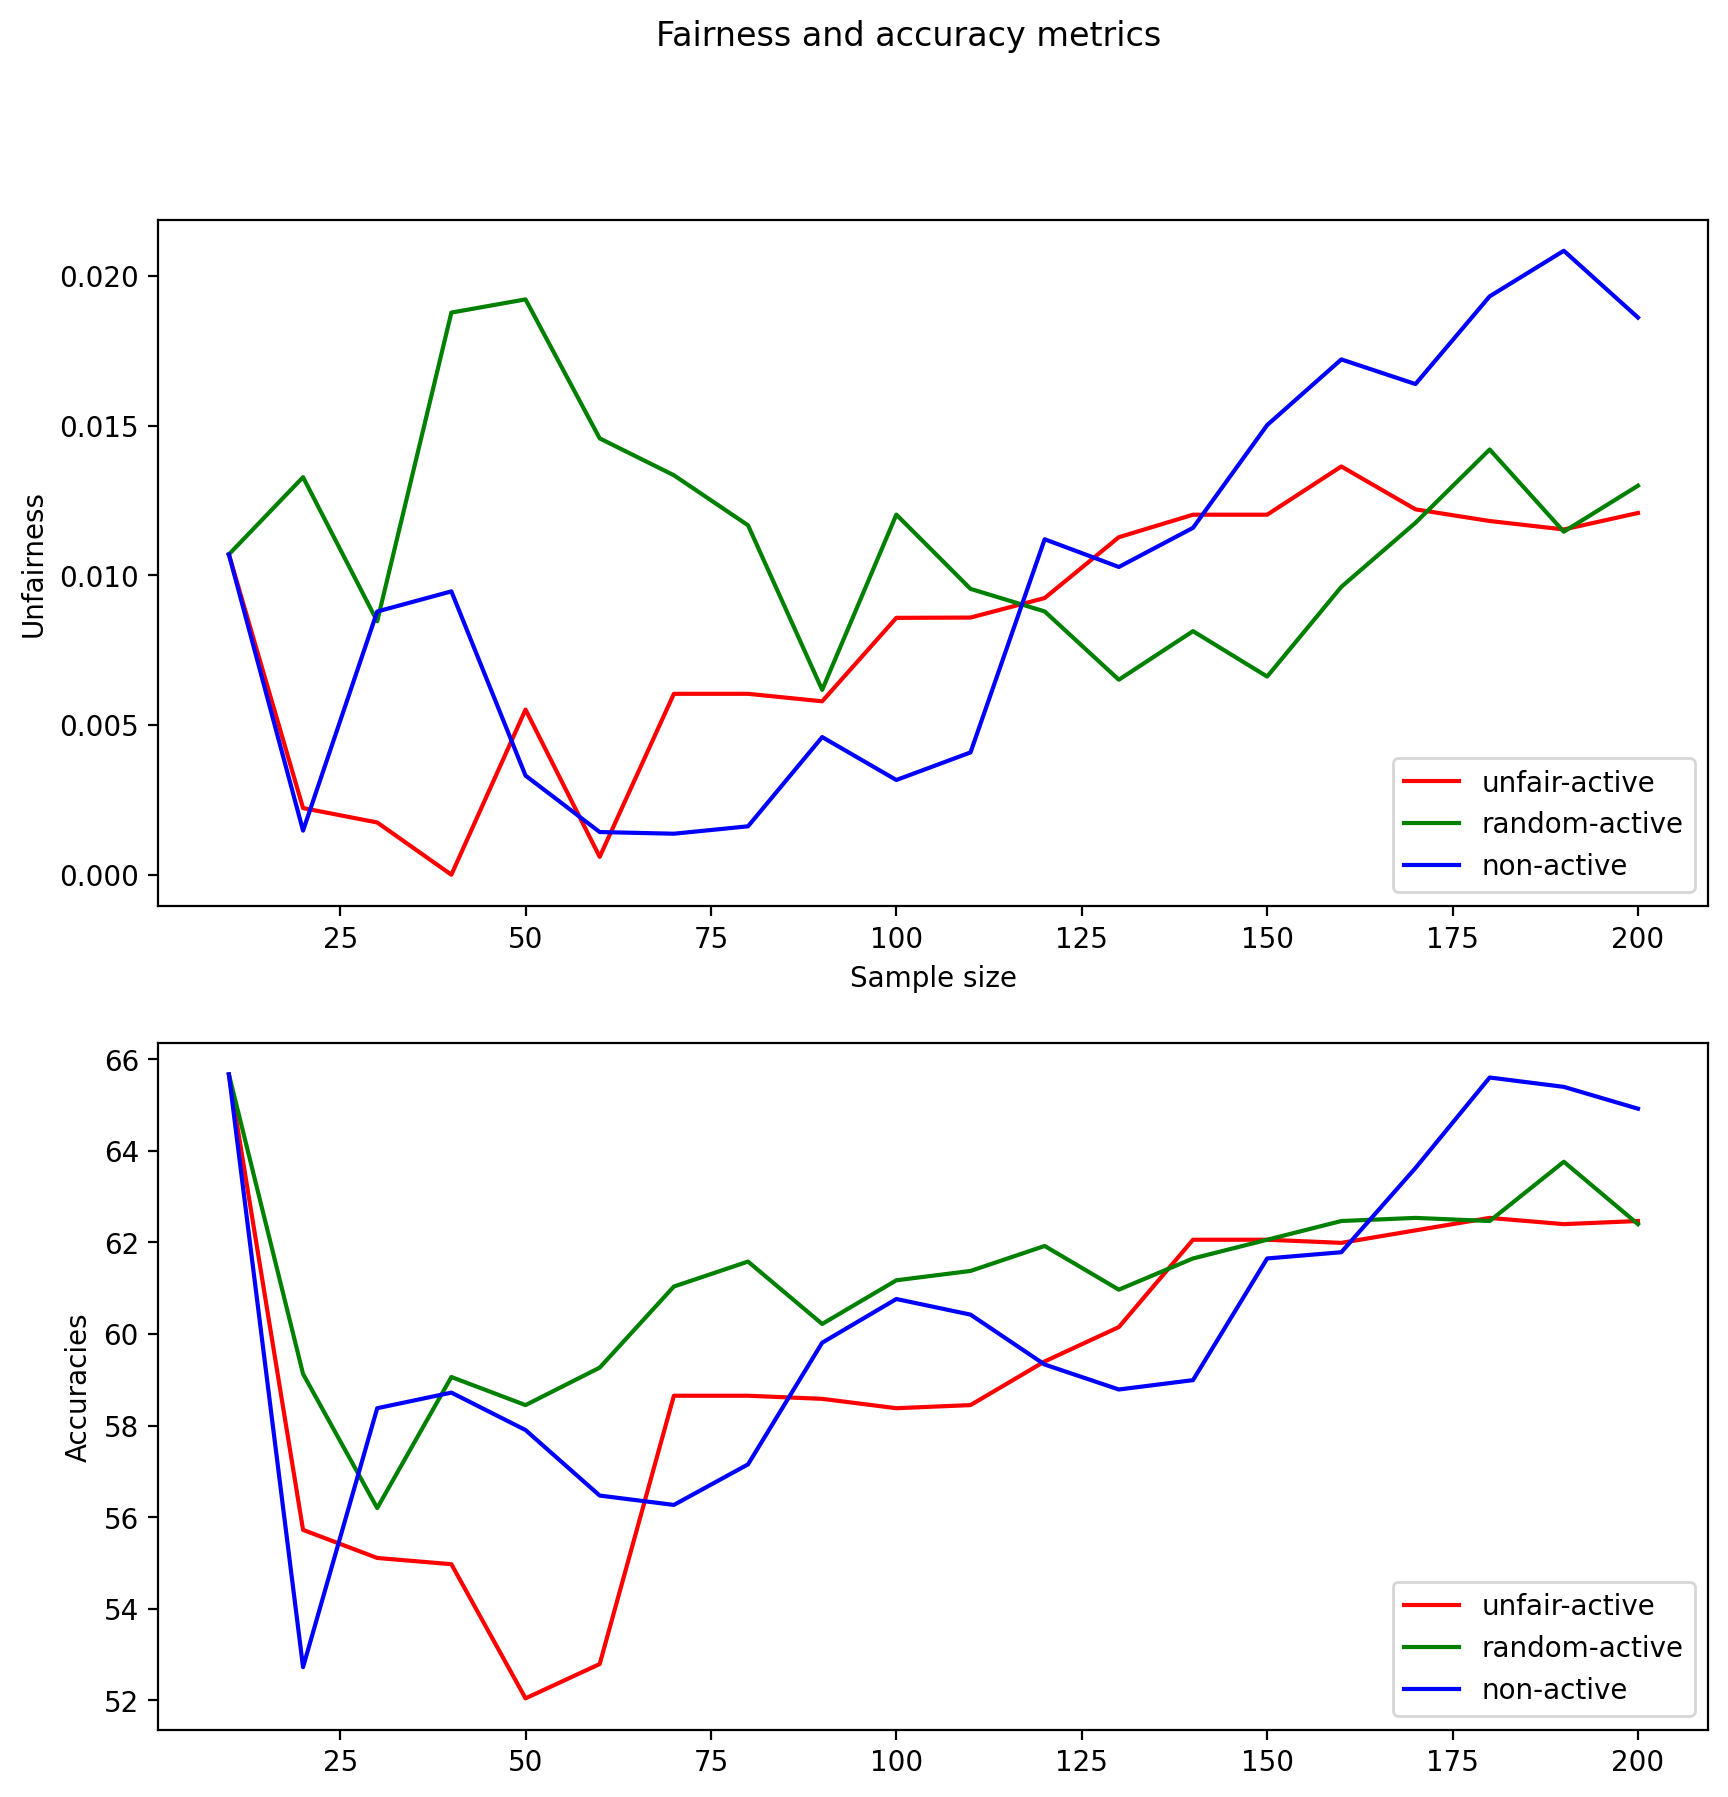 Fairness and accuracy metrics
0.020
0.015
0.010
0.005
0.000
Unfairness
unfair-active
random-active
non-active
25 50 75 100 125 150 175 200
Sample size
66
64
62
60
58
56
54
52
Accuracies
unfair-active
random-active
non-active
25 50 75 100 125 150 175 200